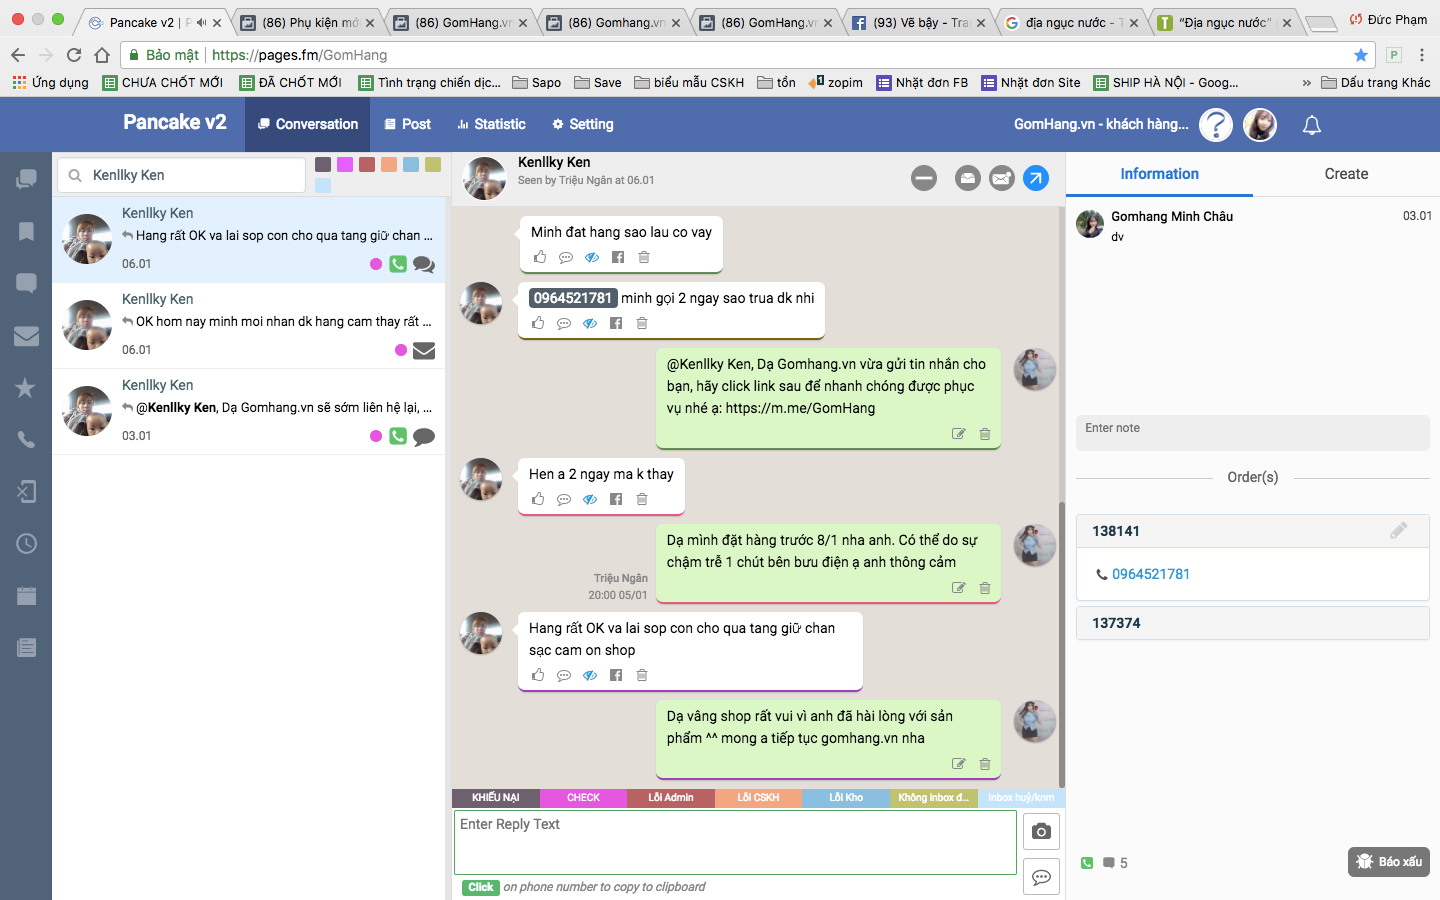 Pancake v2 | P
(86) Phụ kiện mới
(86) GomHang.vn
(86) Gomhang.vn
(86) GomHang.vn
(93) Vẽ bậy - Tra
địa ngục nước - T
"Địa ngục nước"
Đức Phạm
Bảo mật
https://pages.fm/GomHang
Ứng dụng
CHƯA CHỐT MỚI
ĐÃ CHỐT MỚI
Tình trạng chiến dịc...
Sapo
Save
biểu mẫu CSKH
tồn
zopim
Nhặt đơn FB
Nhặt đơn Site
SHIP HÀ NỘI - Goog...
»
Dấu trang Khác
Pancake v2
Conversation
Post
Statistic
Setting
GomHang.vn - khách hàng...
Kenllky Ken
Kenllky Ken
Hang rất OK va lai sop con cho qua tang giữ chan ...
06.01
Kenllky Ken
OK hom nay minh moi nhan dk hang cam thay rất ...
06.01
Kenllky Ken
@Kenllky Ken, Dạ Gomhang.vn sẽ sớm liên hệ lại, ...
03.01
Kenllky Ken
Seen by Triệu Ngân at 06.01
Minh đat hang sao lau co vay
0964521781 minh gọi 2 ngay sao trua dk nhi
@Kenllky Ken, Dạ Gomhang.vn vừa gửi tin nhắn cho
bạn, hãy click link sau để nhanh chóng được phục
vụ nhé ạ: https://m.me/GomHang
Hen a 2 ngay ma k thay
Dạ mình đặt hàng trước 8/1 nha anh. Có thể do sự
chậm trễ 1 chút bên bưu điện ạ anh thông cảm
Triệu Ngân
20:00 05/01
Hang rất OK va lai sop con cho qua tang giữ chan
sạc cam on shop
Dạ vâng shop rất vui vì anh đã hài lòng với sản
phẩm ^^ mong a tiếp tục gomhang.vn nha
KHIẾU NẠI
CHECK
Lỗi Admin
Lỗi CSKH
Lỗi Kho
Không inbox đ...
Inbox huỷ/knm
Enter Reply Text
Click on phone number to copy to clipboard
Information
Create
Gomhang Minh Châu
03.01
dv
Enter note
Order(s)
138141
0964521781
137374
5
Báo xấu